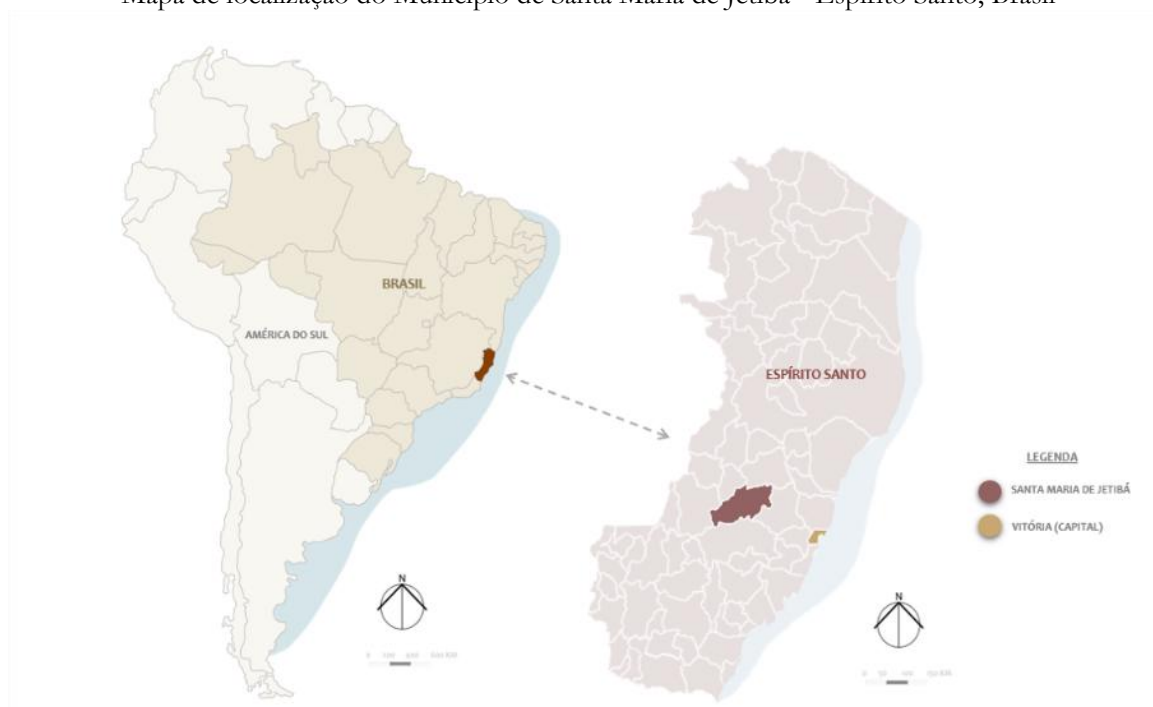 Mapa de localização do Município de Santa Maria de Jetibá - Espírito Santo, Brasil
BRASIL
AMÉRICA DO SUL
ESPÍRITO SANTO
LEGENDA
SANTA MARIA DE JETIBÁ
VITÓRIA (CAPITAL)
N
N